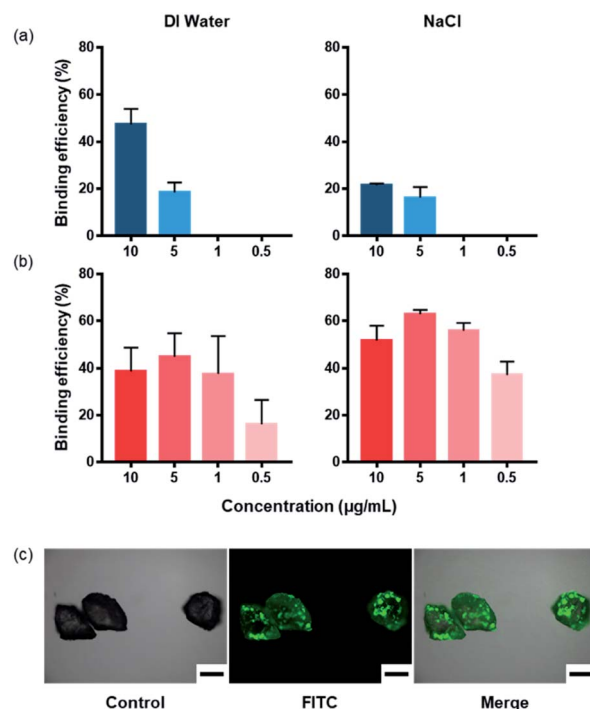 DI Water NaCl
(a)
Binding efficiency (%)
80
60
40
20
0
10 5 1 0.5
80
60
40
20
0
10 5 1 0.5
(b)
Binding efficiency (%)
80
60
40
20
0
10 5 1 0.5
80
60
40
20
0
10 5 1 0.5
Concentration (µg/mL)
(c)
Control FITC Merge